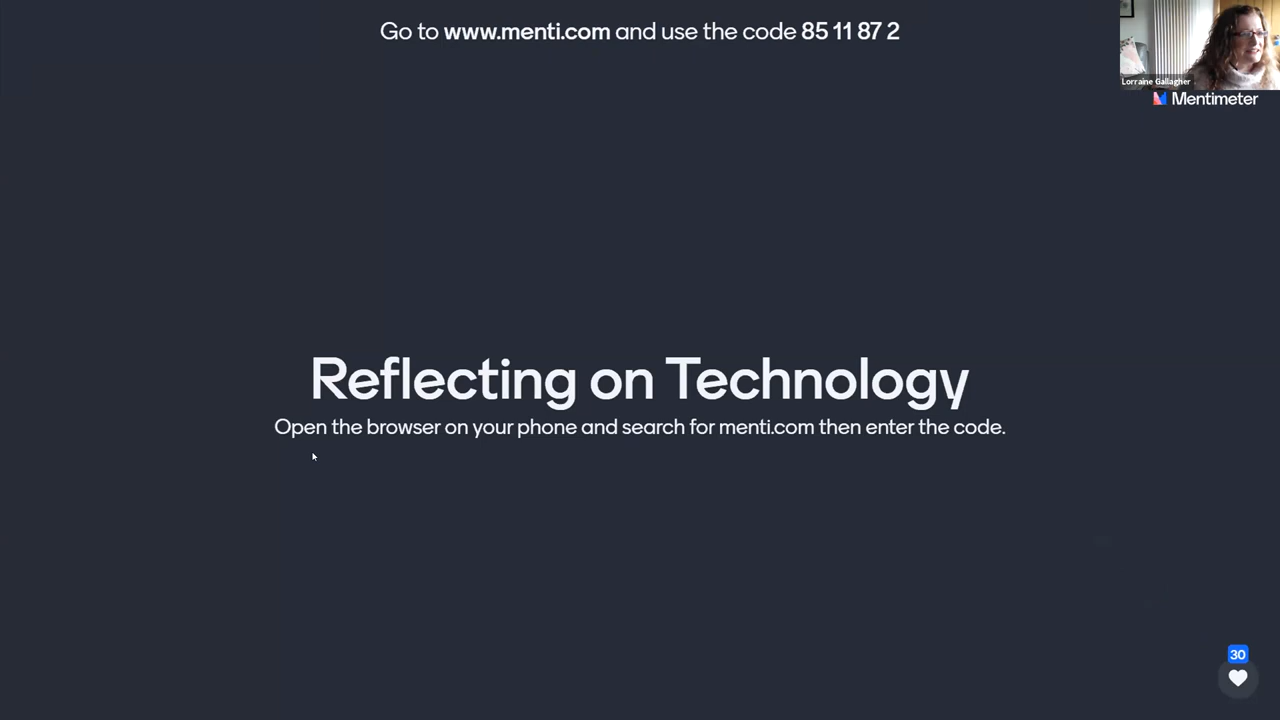 Go to www.menti.com and use the code 85 11 87 2
Lorraine Gallagher
Mentimeter
Reflecting on Technology
Open the browser on your phone and search for menti.com then enter the code.
30